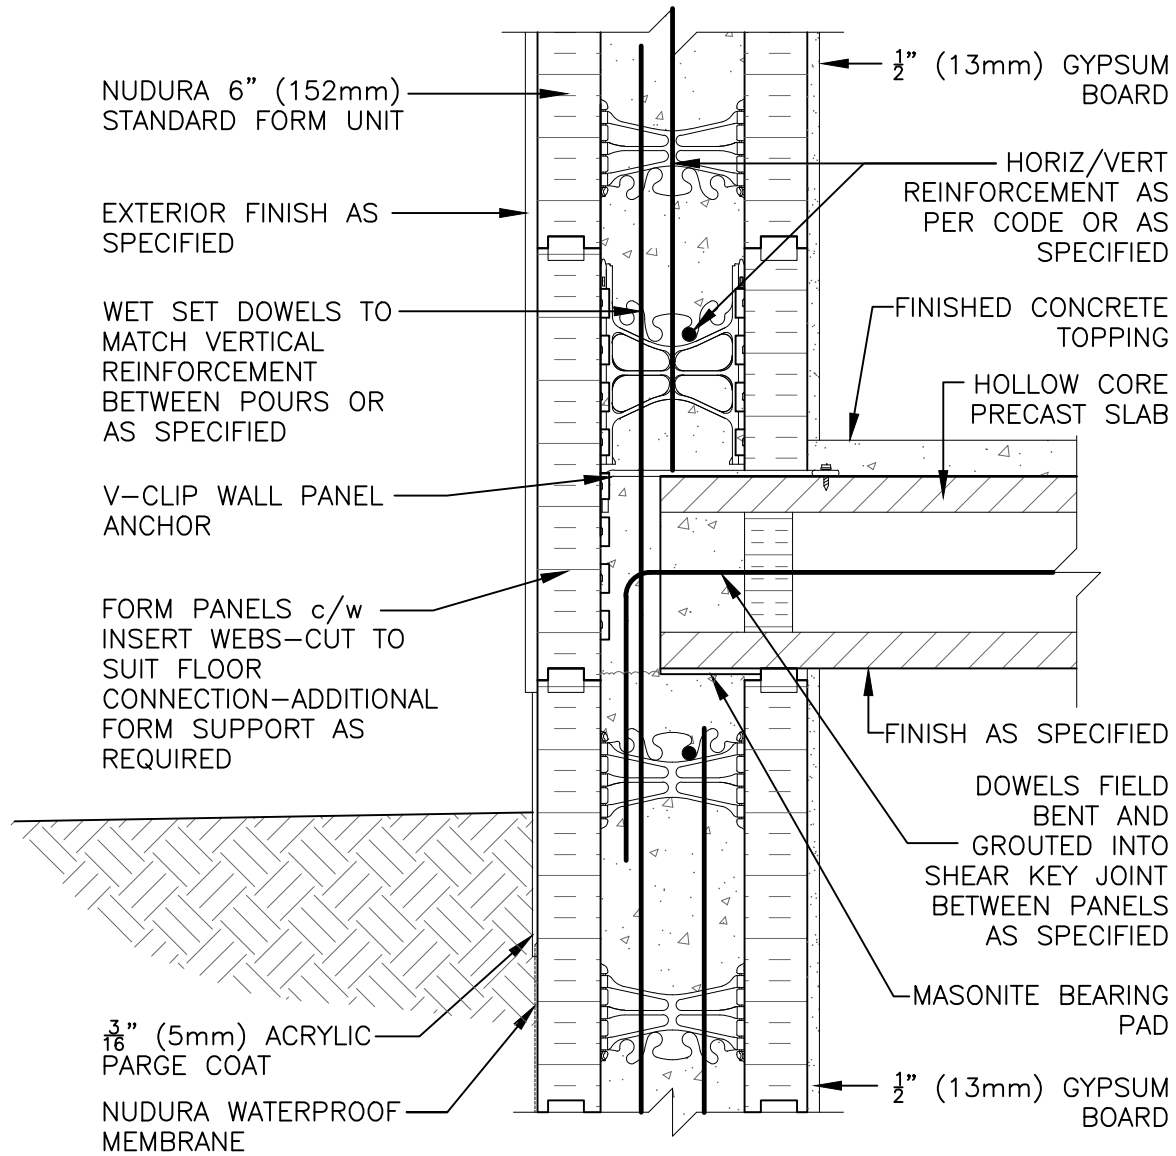 NUDURA 6” (152mm)
STANDARD FORM UNIT
EXTERIOR FINISH AS
SPECIFIED
WET SET DOWELS TO
MATCH VERTICAL
REINFORCEMENT
BETWEEN POURS OR
AS SPECIFIED
V-CLIP WALL PANEL
ANCHOR
FORM PANELS c/w
INSERT WEBS-CUT TO
SUIT FLOOR
CONNECTION-ADDITIONAL
FORM SUPPORT AS
REQUIRED
3/16” (5mm) ACRYLIC
PARGE COAT
NUDURA WATERPROOF
MEMBRANE
1/2” (13mm) GYPSUM
BOARD
HORIZ/VERT
REINFORCEMENT AS
PER CODE OR AS
SPECIFIED
FINISHED CONCRETE
TOPPING
HOLLOW CORE
PRECAST SLAB
FINISH AS SPECIFIED
DOWELS FIELD
BENT AND
GROUTED INTO
SHEAR KEY JOINT
BETWEEN PANELS
AS SPECIFIED
MASONITE BEARING
PAD
1/2” (13mm) GYPSUM
BOARD